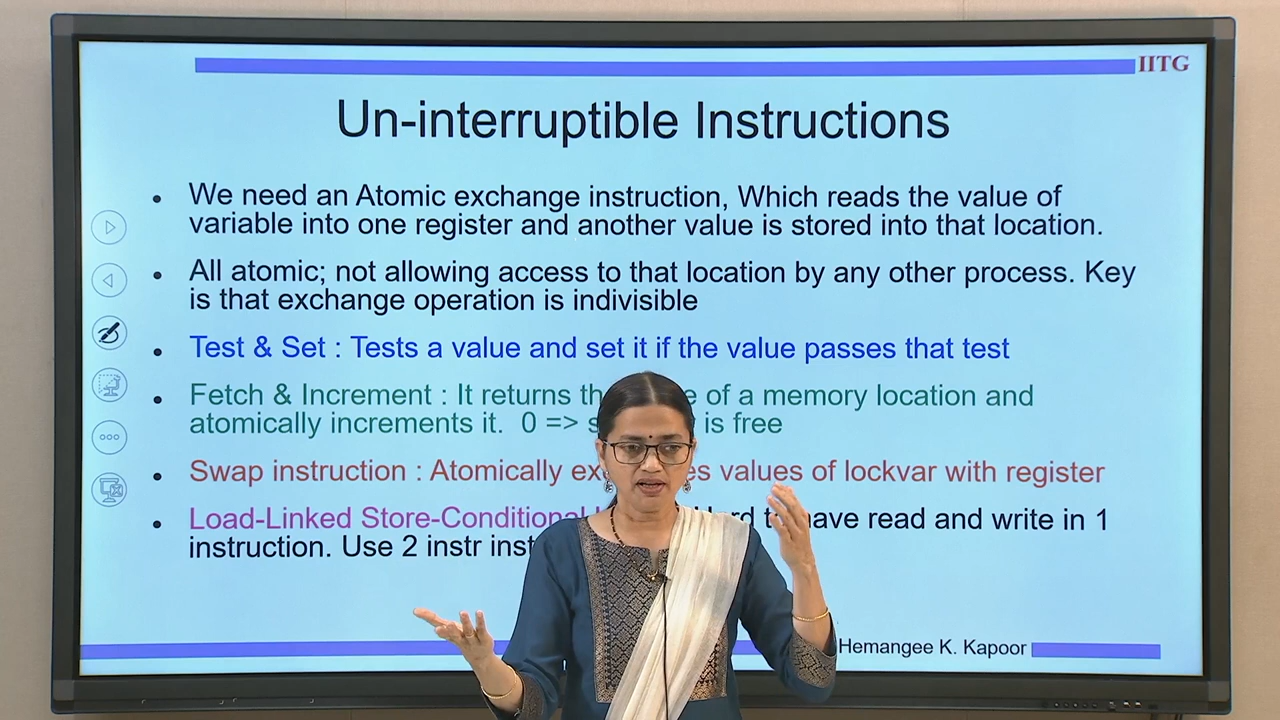 IITG
Un-interruptible Instructions
• We need an Atomic exchange instruction, Which reads the value of
variable into one register and another value is stored into that location.
• All atomic; not allowing access to that location by any other process. Key
is that exchange operation is indivisible
• Test & Set : Tests a value and set it if the value passes that test
• Fetch & Increment : It returns of a memory location and
atomically increments it. 0 => is free
• Swap instruction : Atomically values of lockvar with register
• Load-Linked Store-Conditional have read and write in 1
instruction. Use 2 instr
Hemangee K. Kapoor